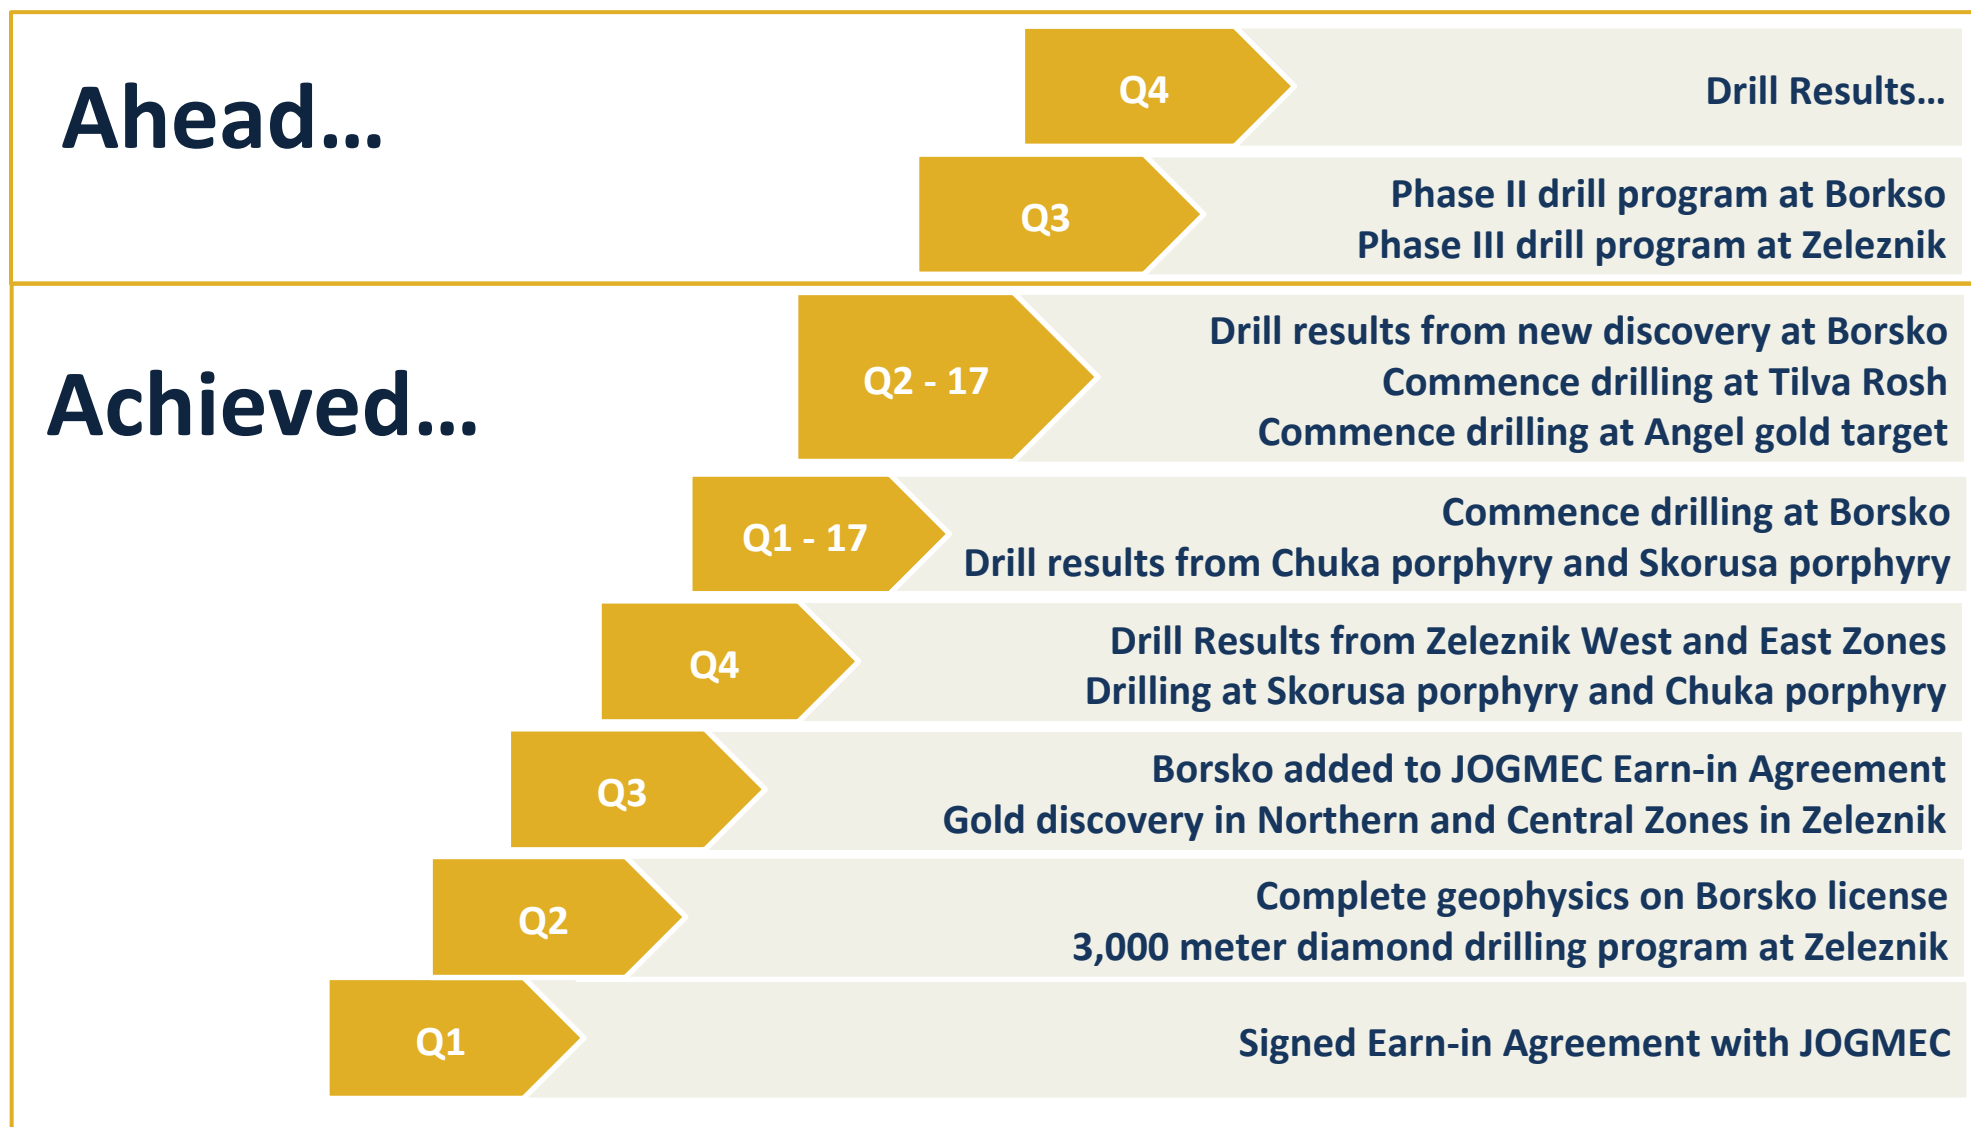 Ahead…
Q4
Drill Results…
Q3
Phase II drill program at Borkso
Phase III drill program at Zeleznik
Achieved…
Q2 - 17
Drill results from new discovery at Borsko
Commence drilling at Tilva Rosh
Commence drilling at Angel gold target
Q1 - 17
Commence drilling at Borsko
Drill results from Chuka porphyry and Skorusa porphyry
Q4
Drill Results from Zeleznik West and East Zones
Drilling at Skorusa porphyry and Chuka porphyry
Q3
Borsko added to JOGMEC Earn-in Agreement
Gold discovery in Northern and Central Zones in Zeleznik
Q2
Complete geophysics on Borsko license
3,000 meter diamond drilling program at Zeleznik
Q1
Signed Earn-in Agreement with JOGMEC